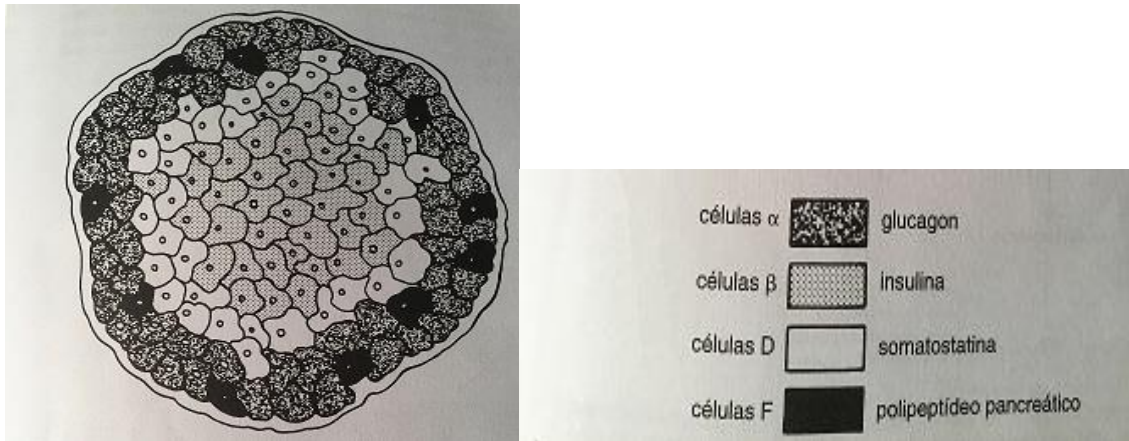 células α glucagon
células β insulina
células D somatostatina
células F polipeptídeo pancreático